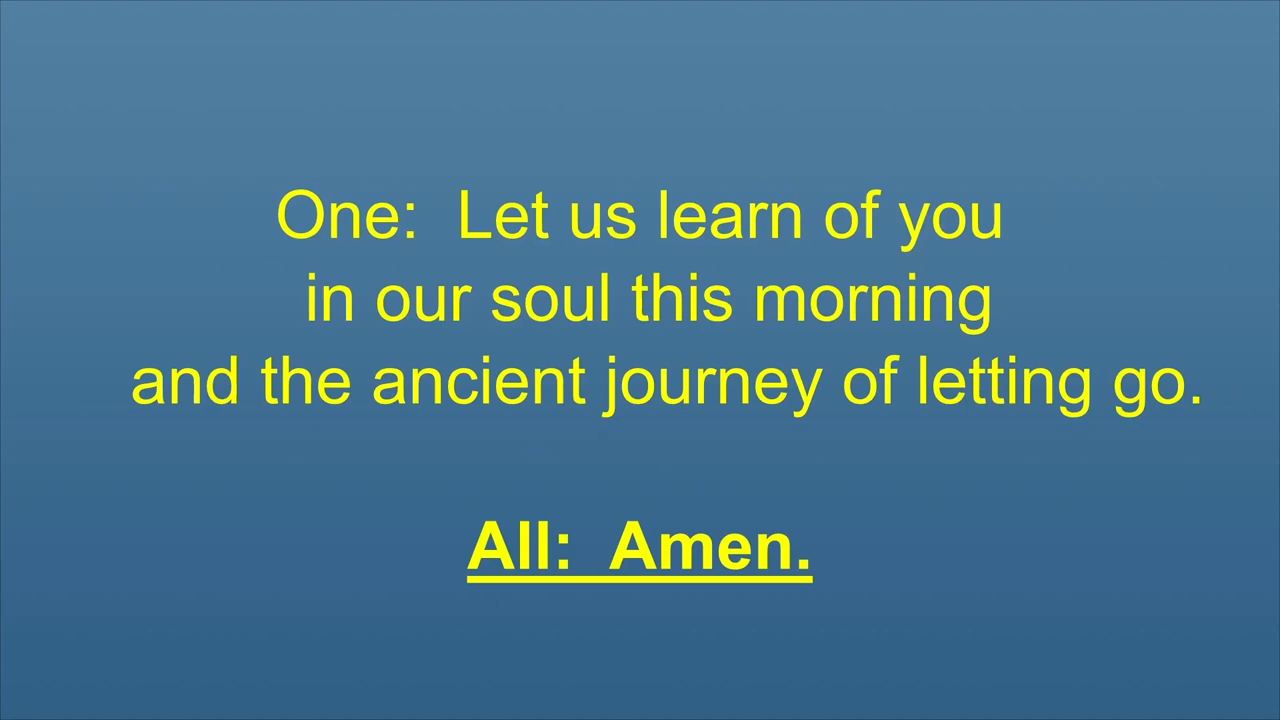 One:  Let us learn of you
in our soul this morning
and the ancient journey of letting go.
All:  Amen.